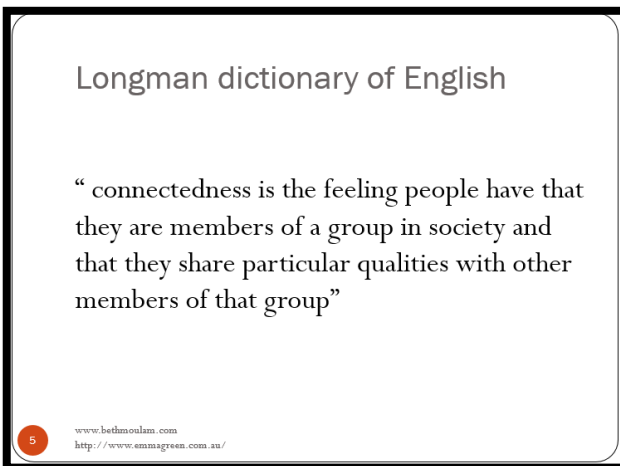 Longman dictionary of English
“ connectedness is the feeling people have that
they are members of a group in society and
that they share particular qualities with other
members of that group”
5
www.bethmoulam.com
http://www.emmagreen.com.au/